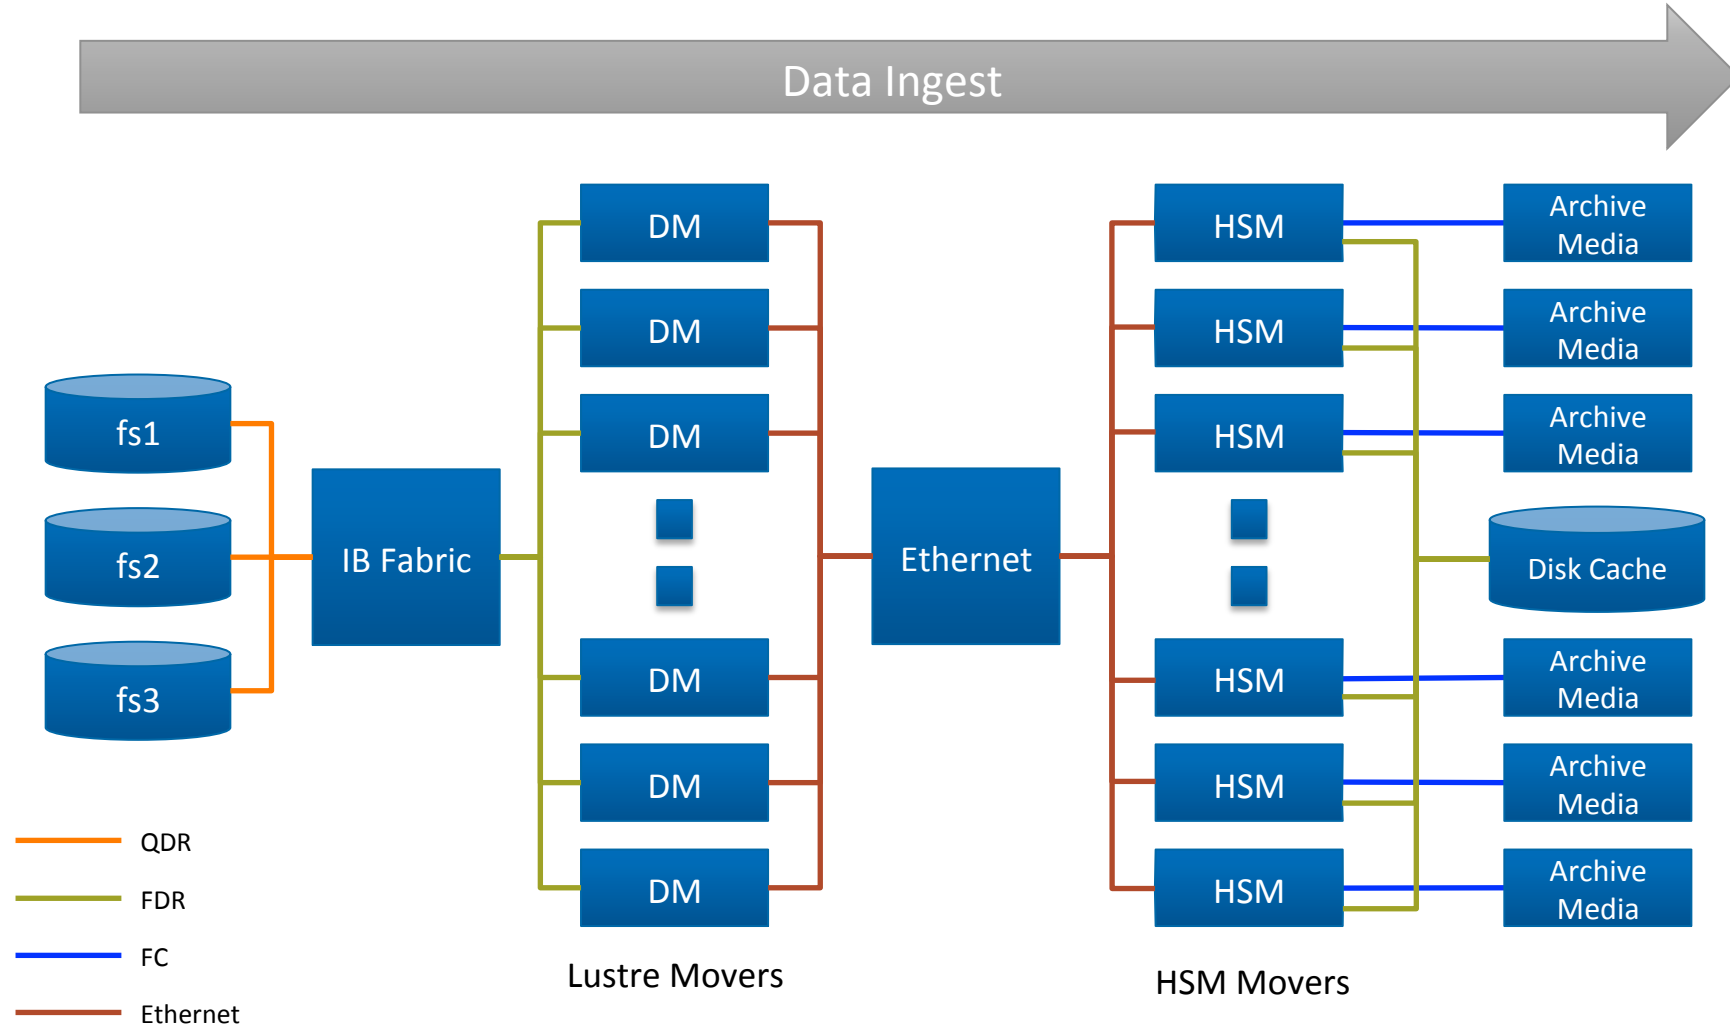 Data Ingest
DM
HSM
Archive
Media
DM
HSM
Archive
Media
DM
HSM
Archive
Media
fs1
fs2
fs3
IB Fabric
Ethernet
Disk Cache
DM
HSM
Archive
Media
DM
HSM
Archive
Media
DM
HSM
Archive
Media
QDR
FDR
FC
Ethernet
Lustre Movers
HSM Movers